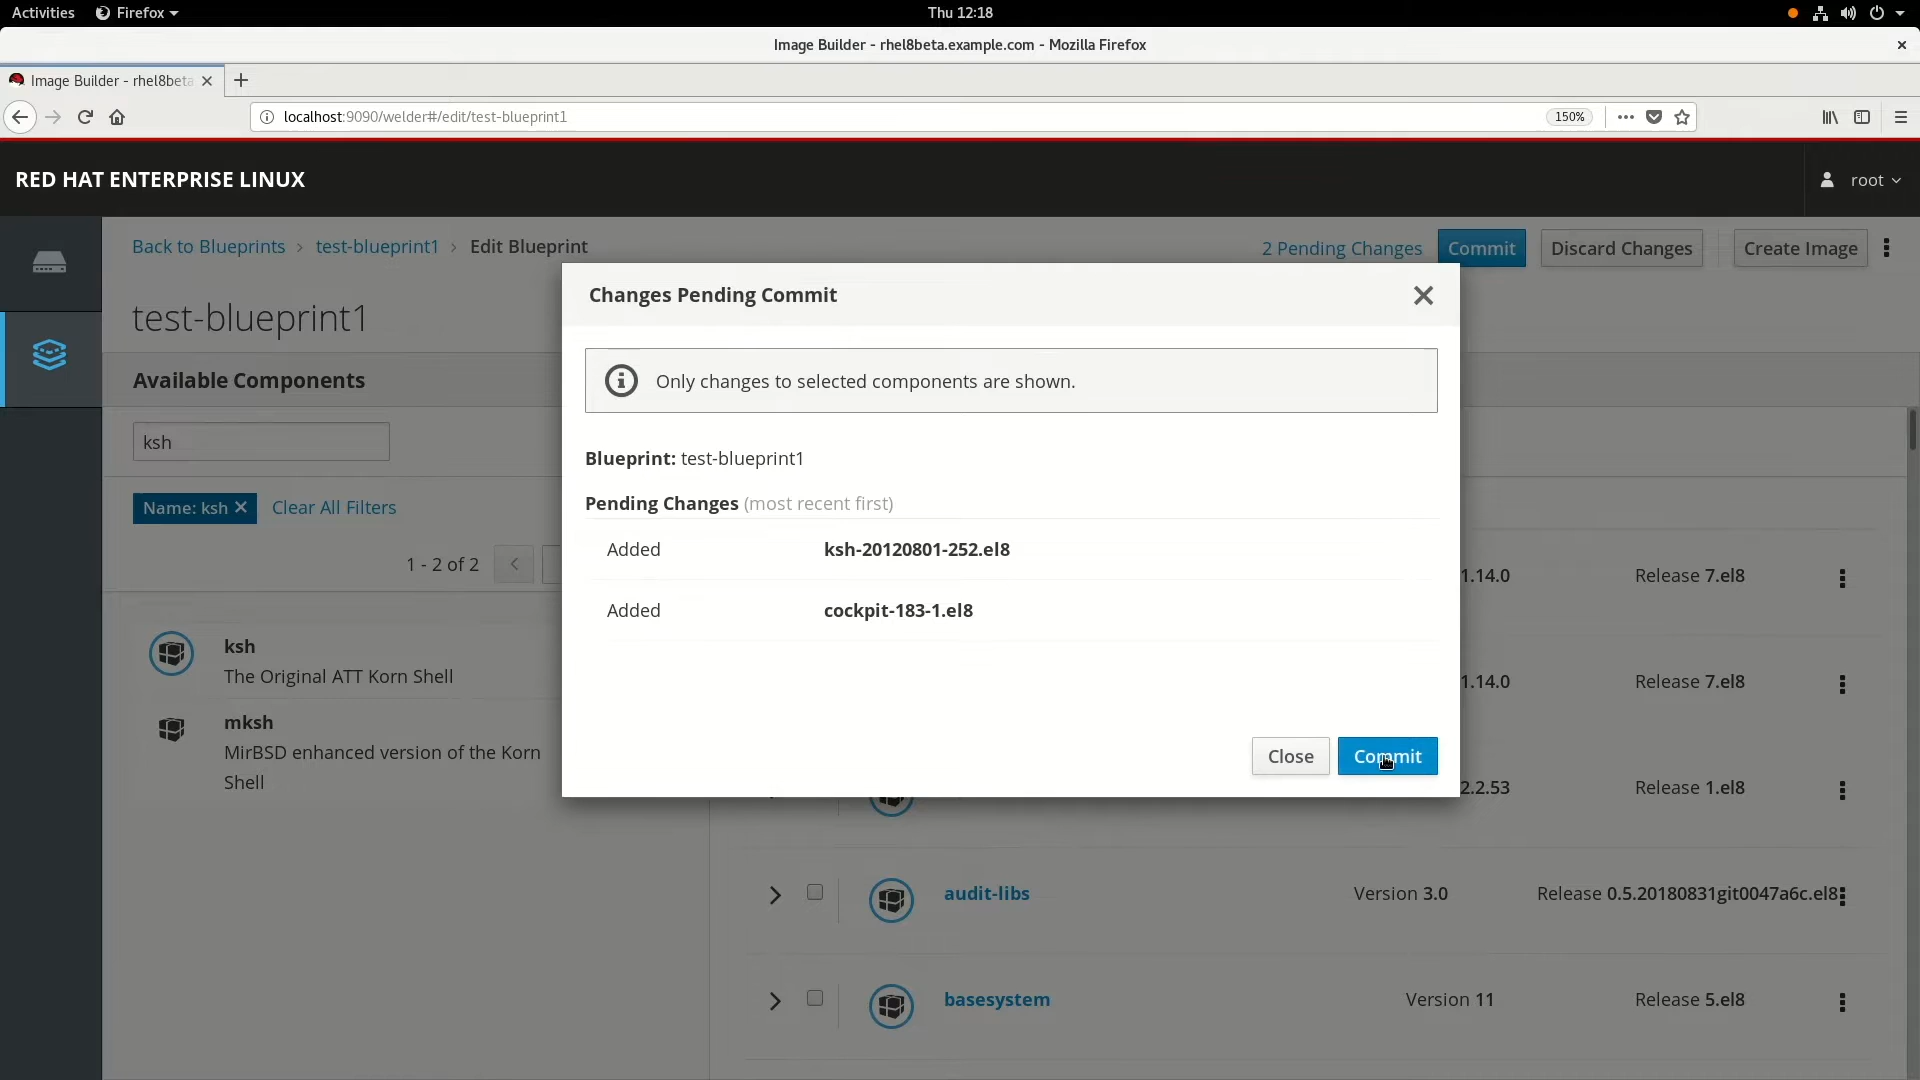 Activities Firefox Thu 12:18
Image Builder - rhel8beta.example.com - Mozilla Firefox
Image Builder - rhel8beta
localhost:9090/welder#/edit/test-blueprint1 150%
RED HAT ENTERPRISE LINUX root
Back to Blueprints > test-blueprint1 > Edit Blueprint 2 Pending Changes Commit Discard Changes Create Image
test-blueprint1
Available Components
ksh
Name: ksh Clear All Filters
1 - 2 of 2
ksh
The Original ATT Korn Shell
mksh
MirBSD enhanced version of the Korn
Shell
Changes Pending Commit
Only changes to selected components are shown.
Blueprint: test-blueprint1
Pending Changes (most recent first)
Added ksh-20120801-252.el8
Added cockpit-183-1.el8
Close Commit
1.14.0 Release 7.el8
1.14.0 Release 7.el8
2.2.53 Release 1.el8
audit-libs Version 3.0 Release 0.5.20180831git0047a6c.el8
basesystem Version 11 Release 5.el8